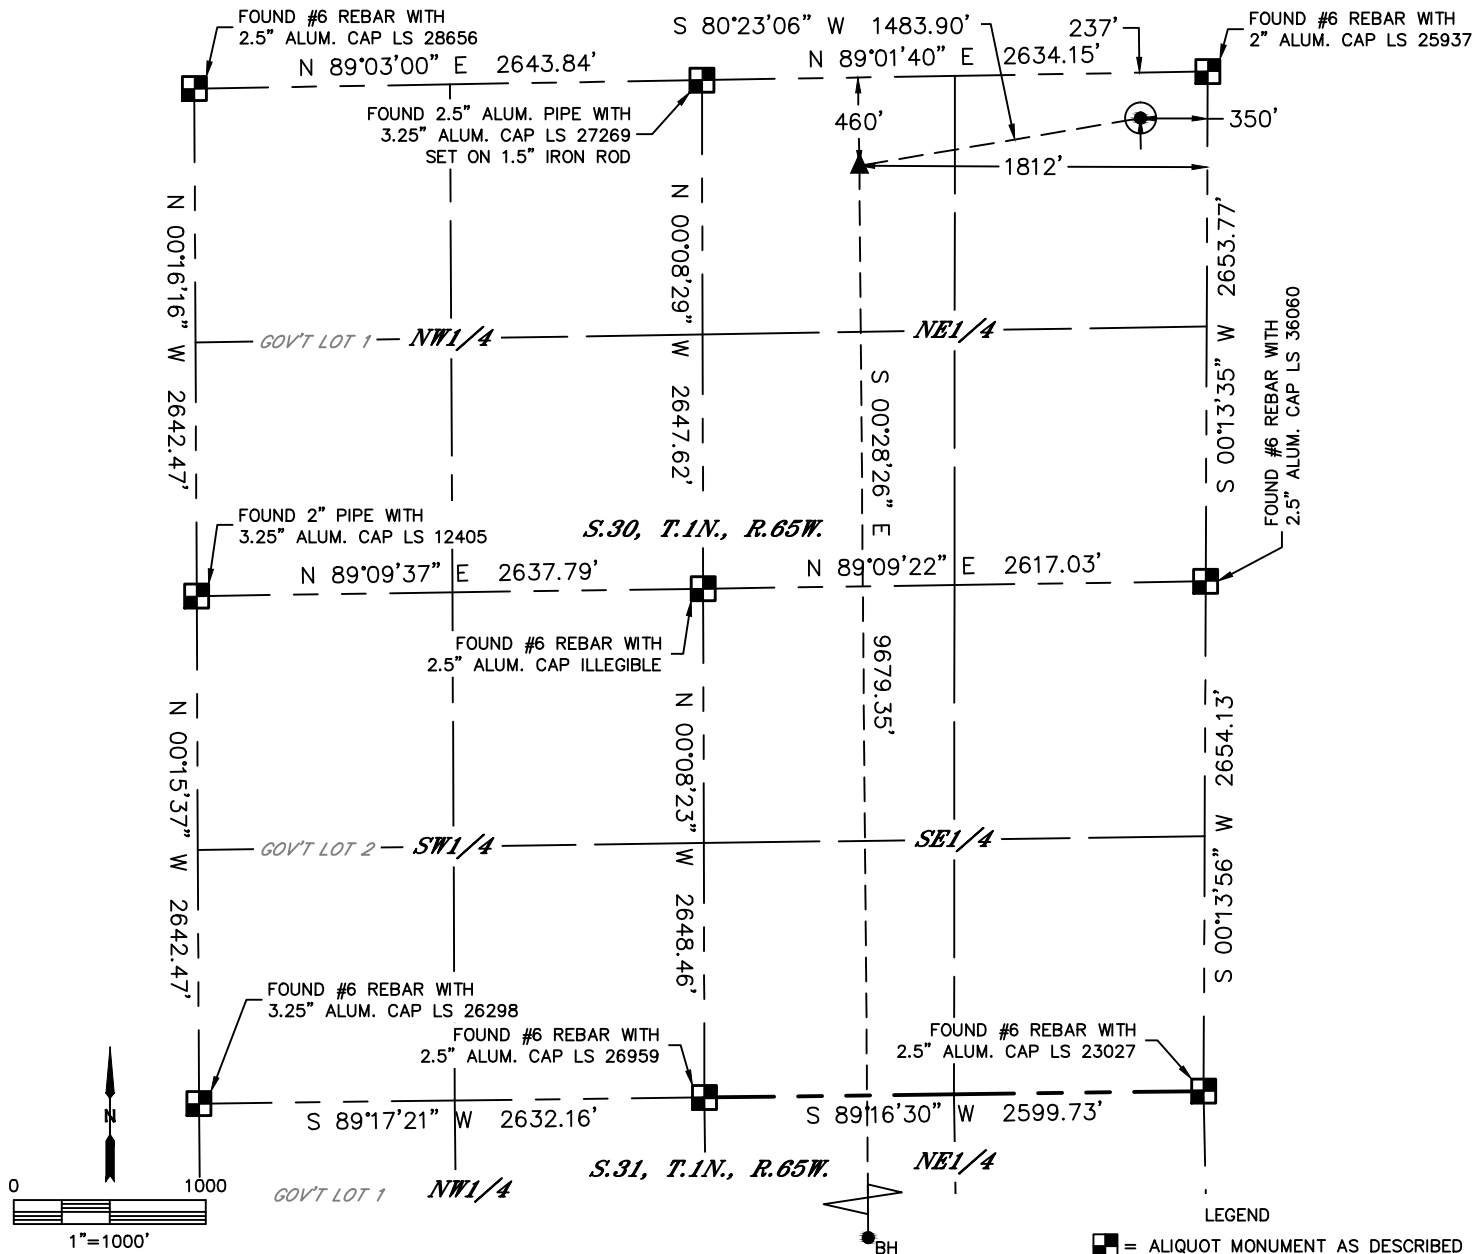 FOUND #6 REBAR WITH
2.5" ALUM. CAP LS 28656
S 80°23'06" W 1483.90'
237'
FOUND #6 REBAR WITH
2" ALUM. CAP LS 25937
N 89°03'00" E 2643.84'
N 89°01'40" E 2634.15'
FOUND 2.5" ALUM. PIPE WITH
3.25" ALUM. CAP LS 27269
SET ON 1.5" IRON ROD
460'
350'
1812'
N 00°16'16" W 2642.47'
N 00°08'29" W 2647.62'
S 00°13'35" W 2653.77'
GOV'T LOT 1
NW1/4
NE1/4
FOUND #6 REBAR WITH
2.5" ALUM. CAP LS 36060
S 00°28'26" E 9679.35'
FOUND 2" PIPE WITH
3.25" ALUM. CAP LS 12405
S.30, T.1N., R.65W.
N 89°09'37" E 2637.79'
N 89°09'22" E 2617.03'
FOUND #6 REBAR WITH
2.5" ALUM. CAP ILLEGIBLE
N 00°15'37" W 2642.47'
N 00°08'23" W 2648.46'
S 00°13'56" W 2654.13'
GOV'T LOT 2
SW1/4
SE1/4
FOUND #6 REBAR WITH
3.25" ALUM. CAP LS 26298
FOUND #6 REBAR WITH
2.5" ALUM. CAP LS 26959
FOUND #6 REBAR WITH
2.5" ALUM. CAP LS 23027
N
S 89°17'21" W 2632.16'
S 89°16'30" W 2599.73'
S.31, T.1N., R.65W.
NE1/4
GOV'T LOT 1
NW1/4
0 1000
1"=1000'
BH
LEGEND
= ALIQUOT MONUMENT AS DESCRIBED